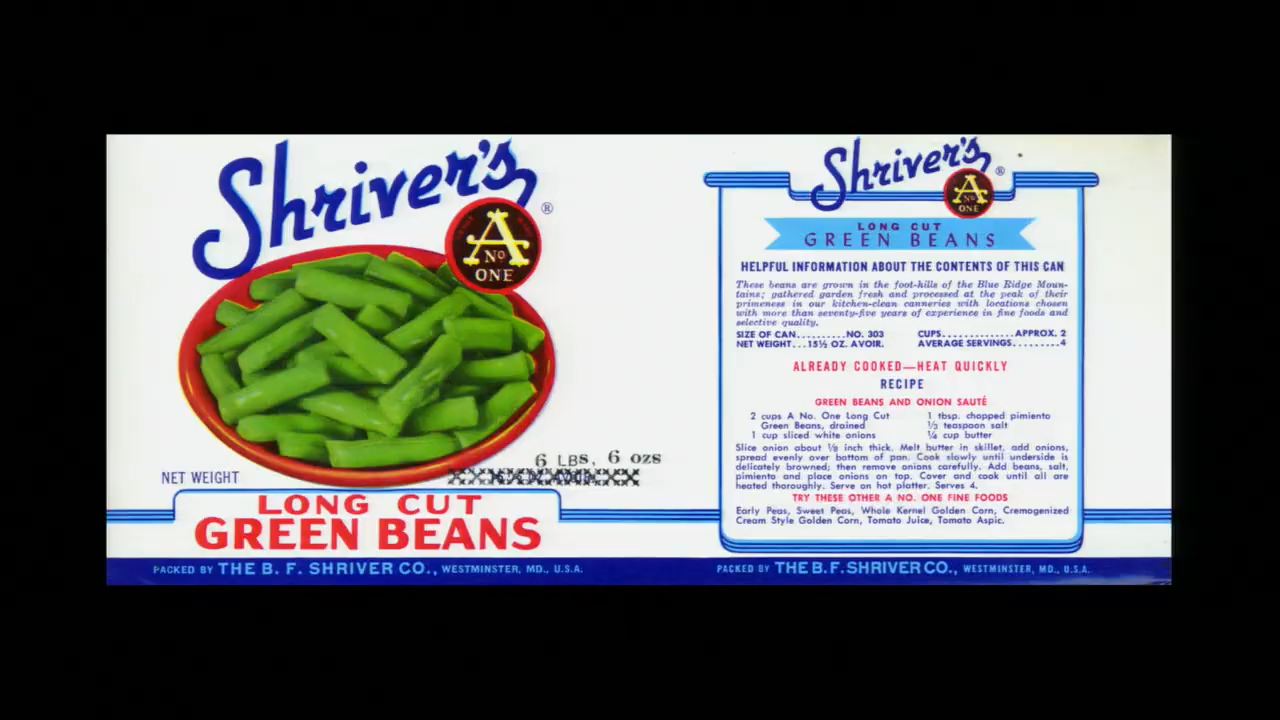 Shriver's ®
A
No
ONE
6 LBS, 6 OZS
NET WEIGHT
LONG CUT
GREEN BEANS
PACKED BY THE B. F. SHRIVER CO., WESTMINSTER, MD., U.S.A.
Shriver's ®
A
No
ONE
LONG CUT
GREEN BEANS
HELPFUL INFORMATION ABOUT THE CONTENTS OF THIS CAN
These beans are grown in the foot-hills of the Blue Ridge Moun-
tains; gathered garden fresh and processed at the peak of their
primeness in our kitchen-clean canneries with locations chosen
with more than seventy-five years of experience in fine foods and
selective quality.
SIZE OF CAN..........NO. 303 CUPS..............APPROX. 2
NET WEIGHT...15½ OZ. AVOIR. AVERAGE SERVINGS.........4
ALREADY COOKED—HEAT QUICKLY
RECIPE
GREEN BEANS AND ONION SAUTÉ
2 cups A No. One Long Cut 1 tbsp. chopped pimiento
Green Beans, drained ½ teaspoon salt
1 cup sliced white onions ¼ cup butter
Slice onion about ⅛ inch thick. Melt butter in skillet, add onions,
spread evenly over bottom of pan. Cook slowly until underside is
delicately browned; then remove onions carefully. Add beans, salt,
pimiento and place onions on top. Cover and cook until all are
heated thoroughly. Serve on hot platter. Serves 4.
TRY THESE OTHER A NO. ONE FINE FOODS
Early Peas, Sweet Peas, Whole Kernel Golden Corn, Cremogenized
Cream Style Golden Corn, Tomato Juice, Tomato Aspic.
PACKED BY THE B. F. SHRIVER CO., WESTMINSTER, MD., U.S.A.